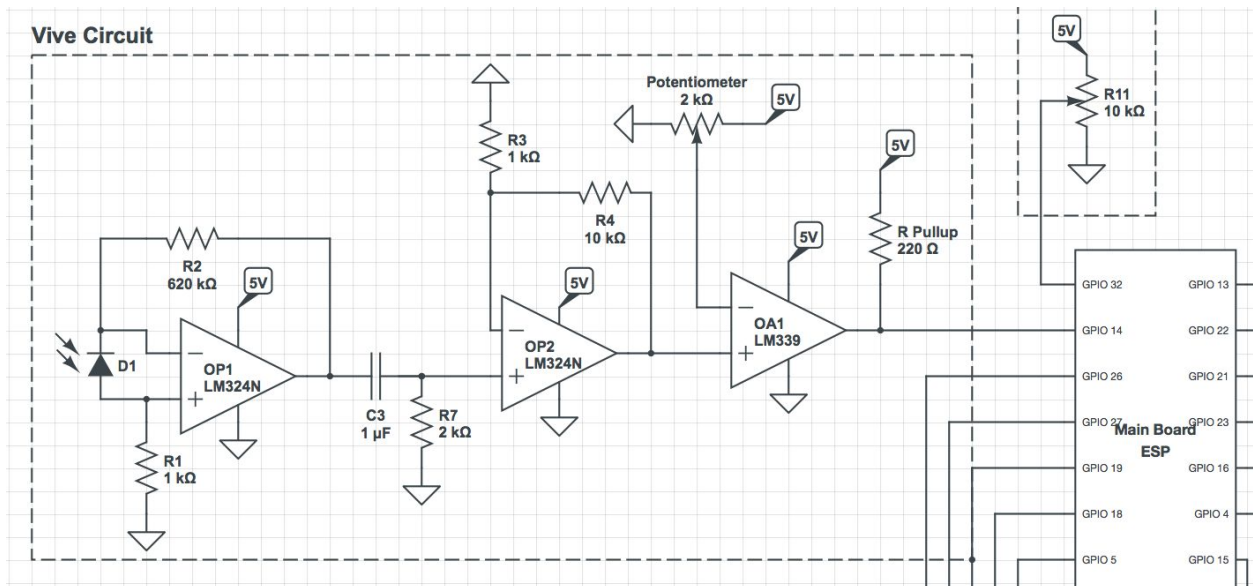 Vive Circuit
5V
R11
10 kΩ
Potentiometer
2 kΩ
5V
R3
1 kΩ
5V
R4
10 kΩ
R Pullup
220 Ω
5V
R2
620 kΩ
5V
5V
OA1
LM339
OP2
LM324N
D1
OP1
LM324N
C3
1 µF
R7
2 kΩ
R1
1 kΩ
−
+
−
+
−
+
GPIO 32
GPIO 13
GPIO 14
GPIO 22
GPIO 26
GPIO 21
GPIO 27
GPIO 23
Main Board
ESP
GPIO 19
GPIO 16
GPIO 18
GPIO 4
GPIO 5
GPIO 15